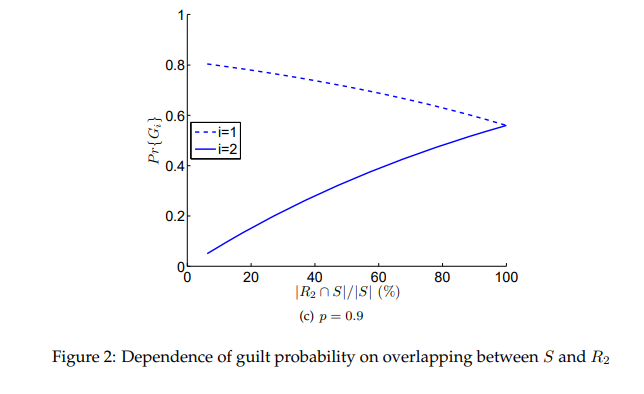 1
0.8
0.6
0.4
0.2
0
Pr{G_i}
i=1
i=2
0 20 40 60 80 100
|R_2 ∩ S|/|S| (%)
(c) p = 0.9
Figure 2: Dependence of guilt probability on overlapping between S and R_2